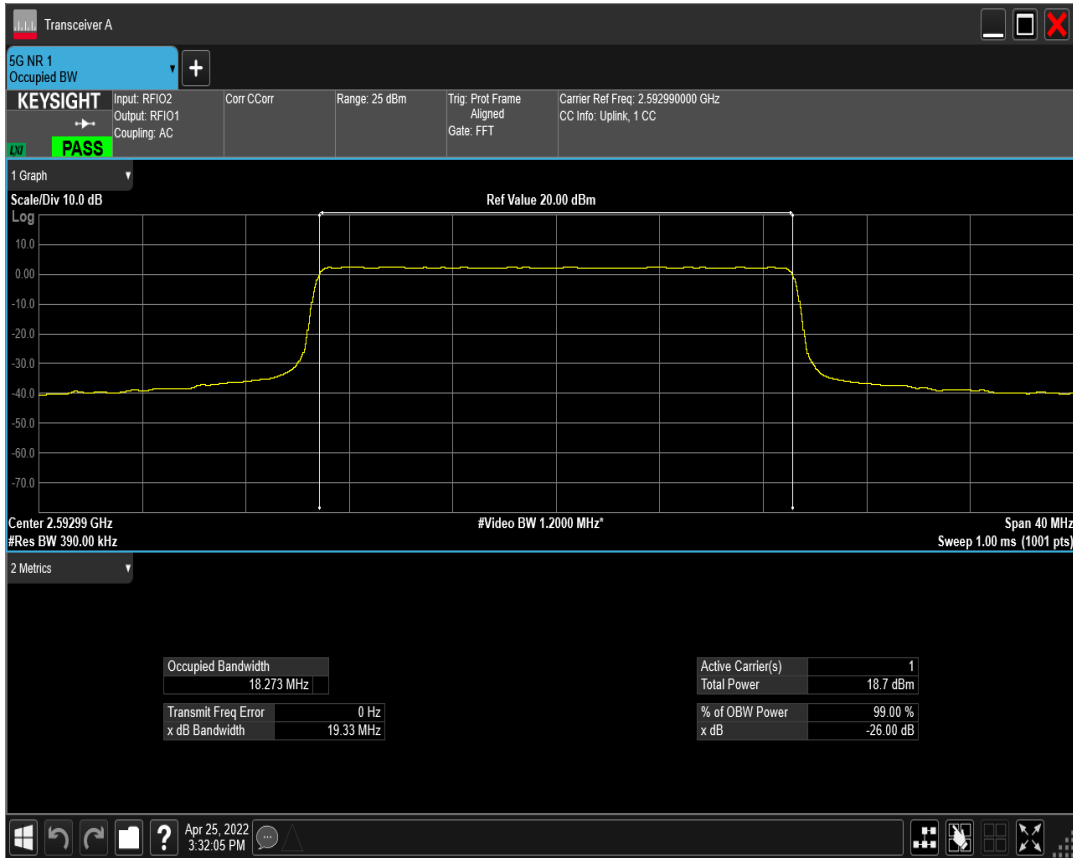 Transceiver A
5G NR 1
Occupied BW
KEYSIGHT
LXI
PASS
Input: RFIO2
Output: RFIO1
Coupling: AC
Corr CCorr
Range: 25 dBm
Trig: Prot Frame
Aligned
Gate: FFT
Carrier Ref Freq: 2.592990000 GHz
CC Info: Uplink, 1 CC
1 Graph
Scale/Div 10.0 dB
Ref Value 20.00 dBm
Log
10.0
0.00
-10.0
-20.0
-30.0
-40.0
-50.0
-60.0
-70.0
Center 2.59299 GHz
#Video BW 1.2000 MHz*
Span 40 MHz
#Res BW 390.00 kHz
Sweep 1.00 ms (1001 pts)
2 Metrics
Occupied Bandwidth
18.273 MHz
Transmit Freq Error 0 Hz
x dB Bandwidth 19.33 MHz
Active Carrier(s) 1
Total Power 18.7 dBm
% of OBW Power 99.00 %
x dB -26.00 dB
?
Apr 25, 2022
3:32:05 PM